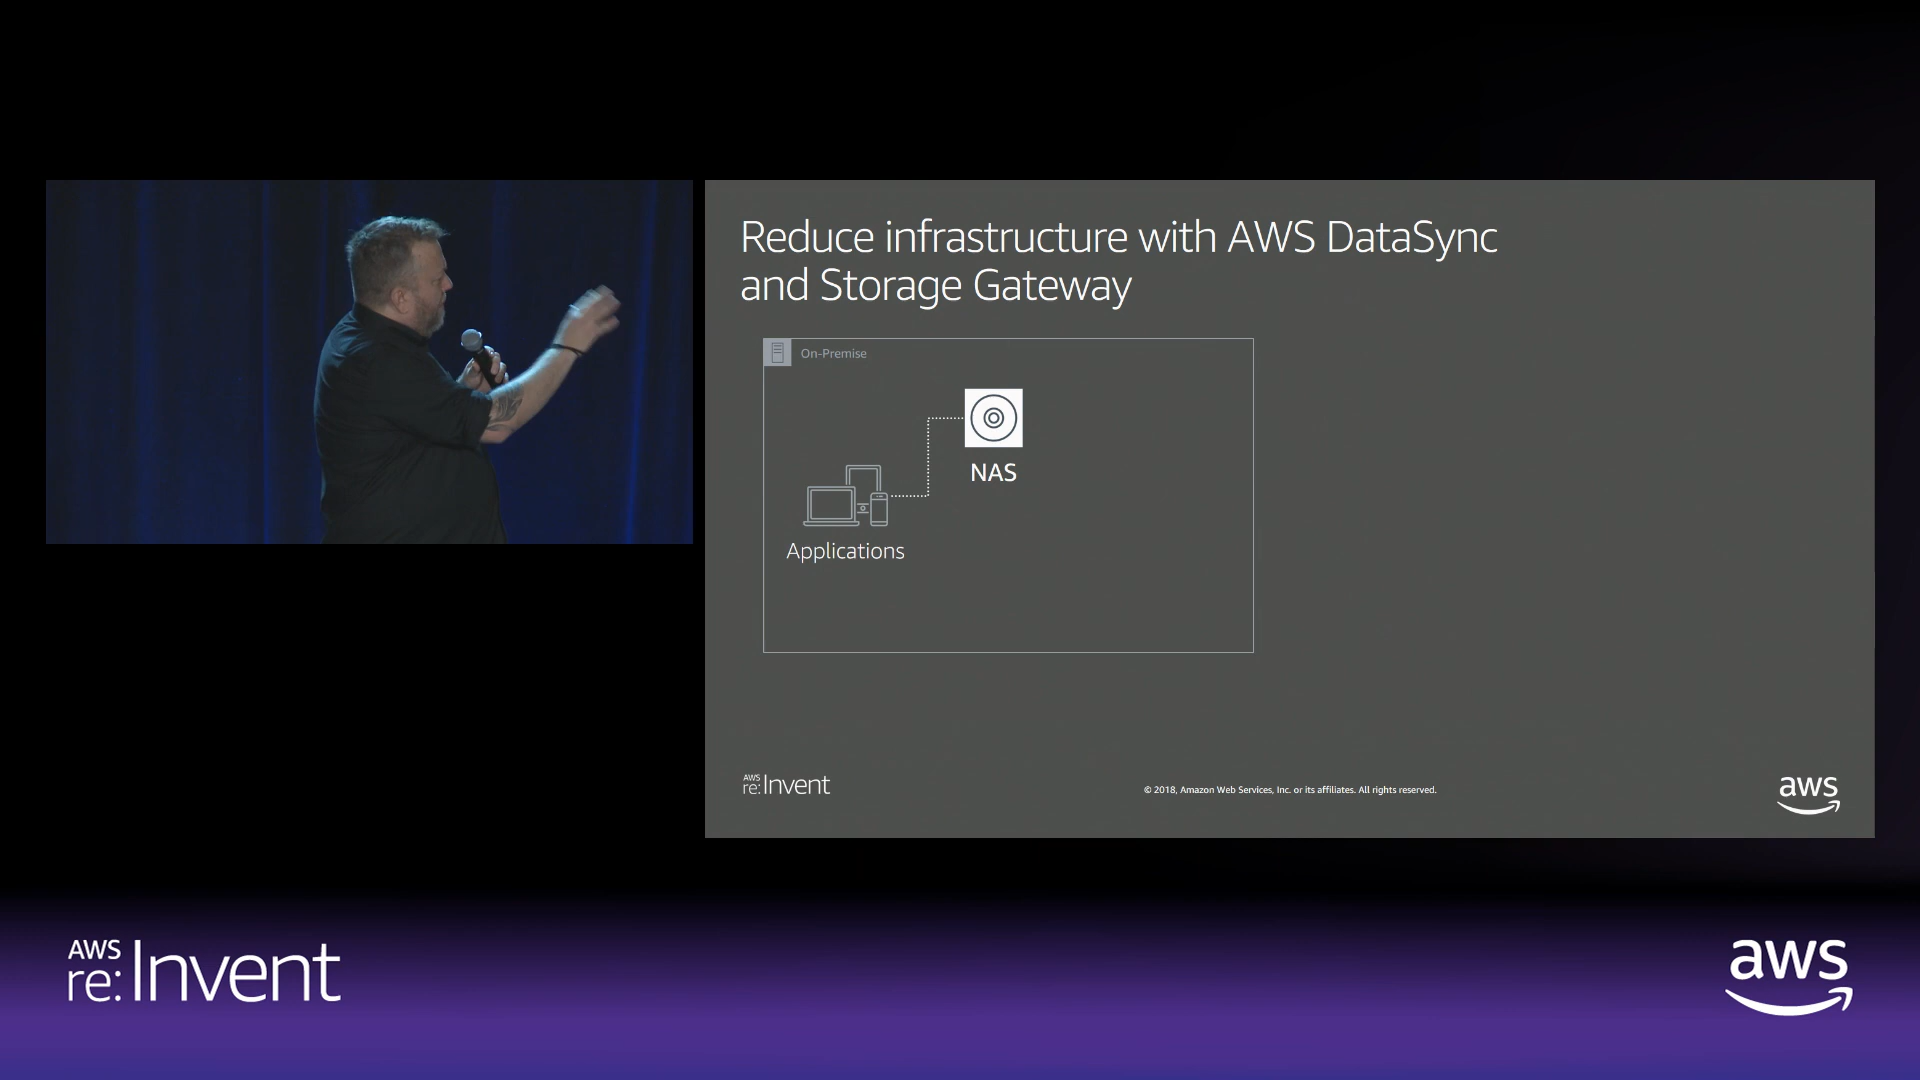 Reduce infrastructure with AWS DataSync
and Storage Gateway
On-Premise
NAS
Applications
AWS
re:Invent
© 2018, Amazon Web Services, Inc. or its affiliates. All rights reserved.
aws
AWS
re:Invent
aws